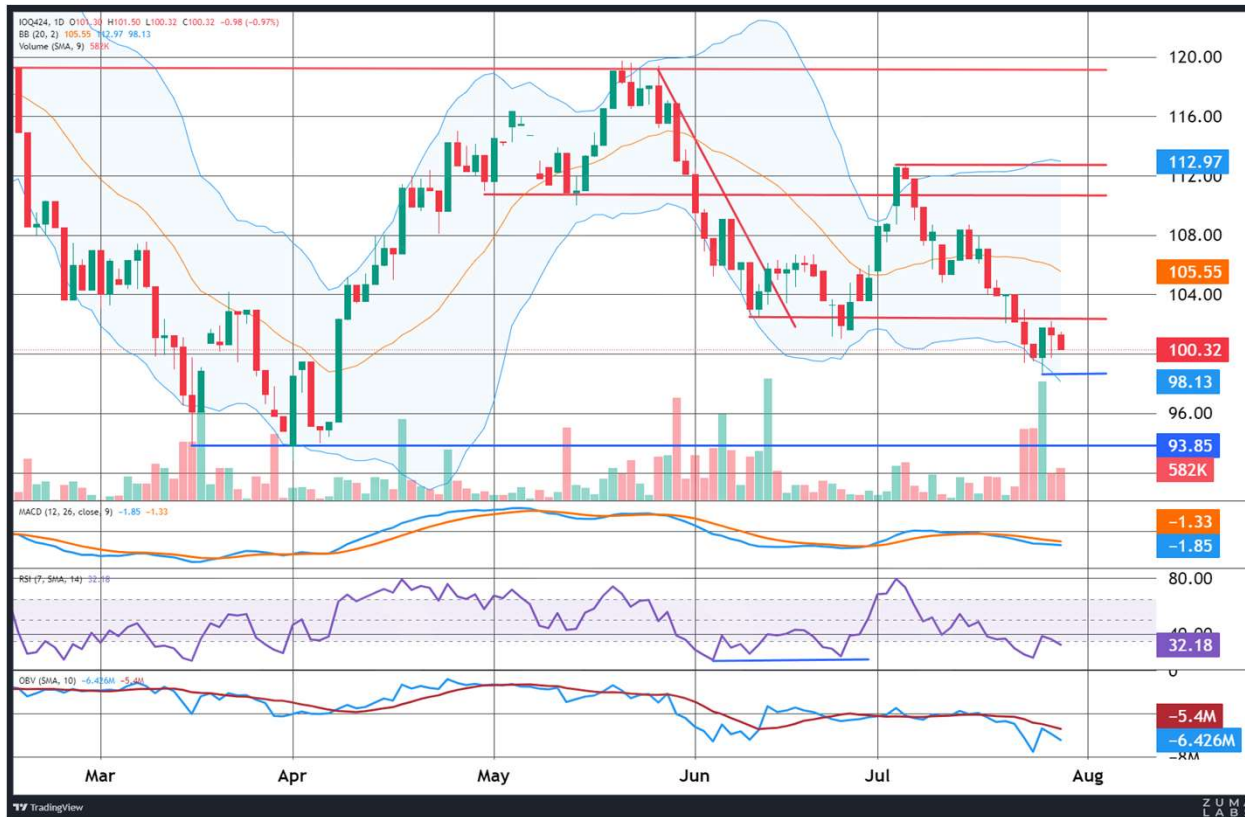 IOQ424, 1D O101.30 H101.50 L100.32 C100.32 -0.98 (-0.97%)
BB (20, 2) 105.55 112.97 98.13
Volume (SMA, 9) 582K
120.00
116.00
112.97
112.00
108.00
105.55
104.00
100.32
98.13
96.00
93.85
582K
MACD (12, 26, close, 9) -1.85 -1.33
-1.33
-1.85
RSI (7, SMA, 14) 32.18
80.00
40.00
32.18
OBV (SMA, 10) -6.426M -5.4M
0
-5.4M
-6.426M
-8M
Mar Apr May Jun Jul Aug
TradingView
ZUMA
LAB